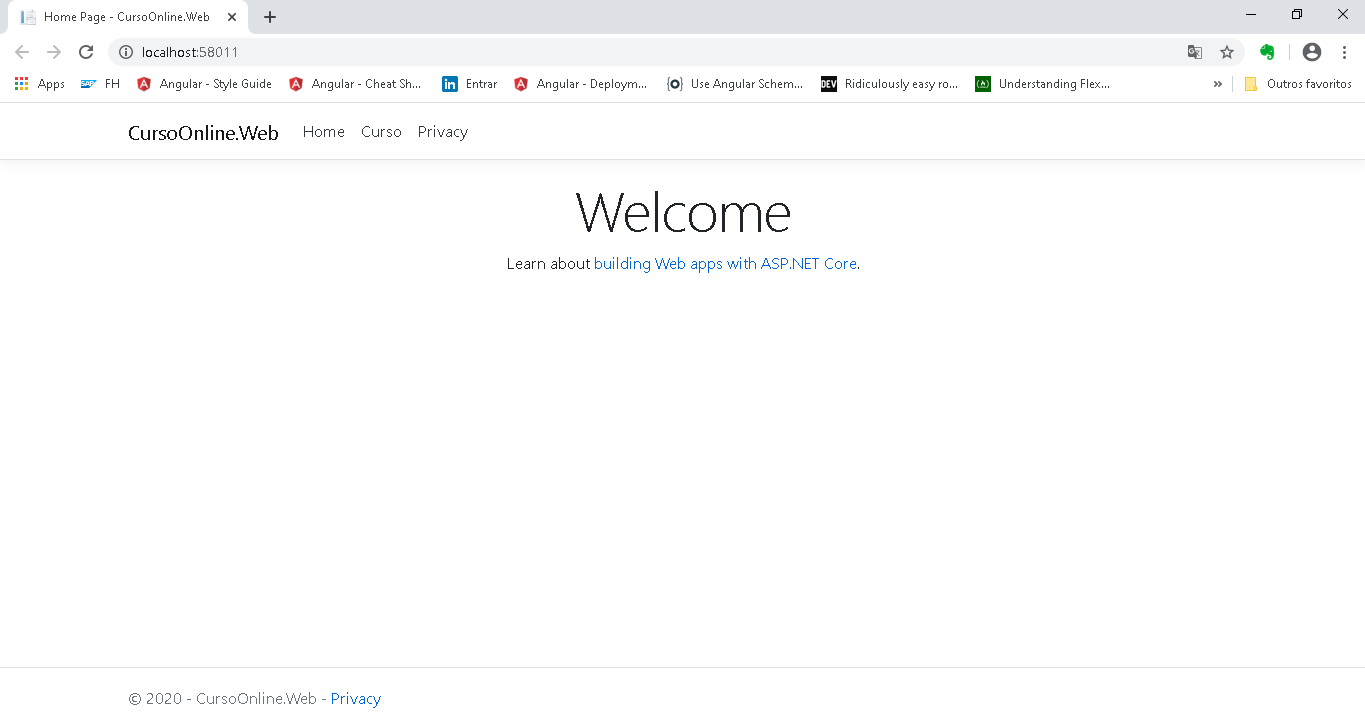 Home Page - CursoOnline.Web
localhost:58011
Apps FH Angular - Style Guide Angular - Cheat Sh... in Entrar Angular - Deploym... Use Angular Schem... DEV Ridiculously easy ro... Understanding Flex... » Outros favoritos
CursoOnline.Web Home Curso Privacy
Welcome
Learn about building Web apps with ASP.NET Core.
© 2020 - CursoOnline.Web - Privacy